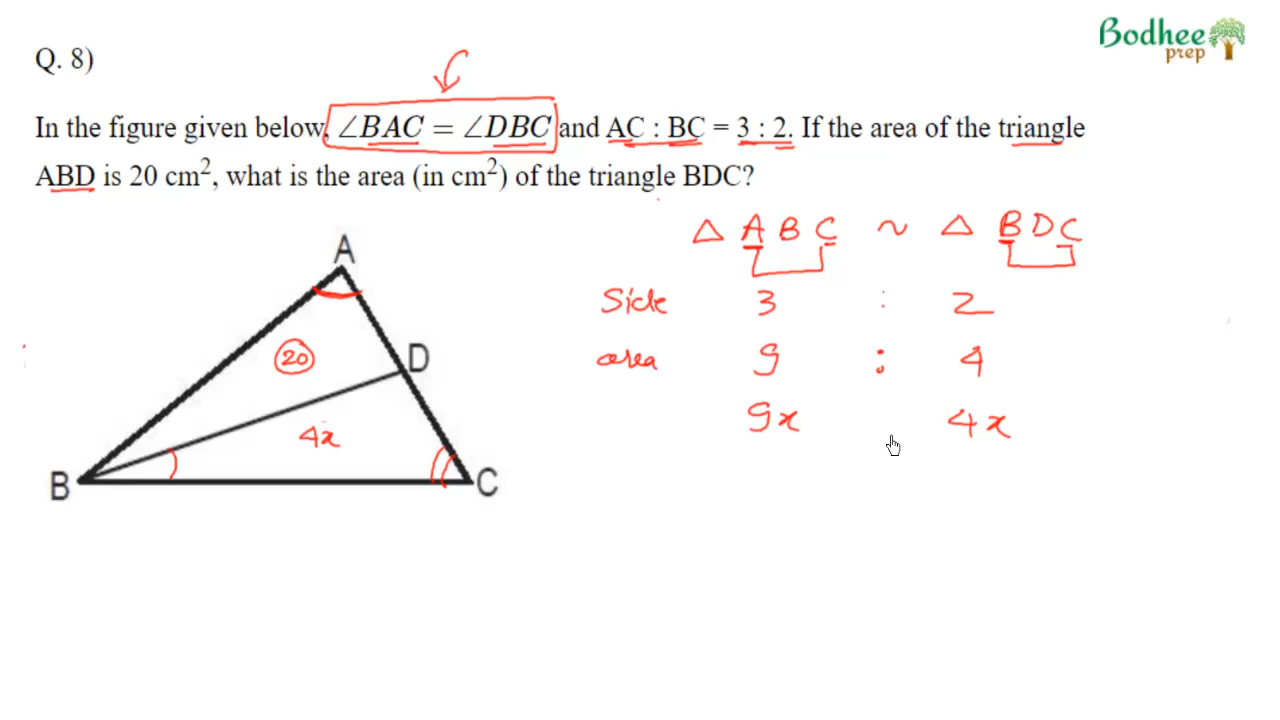 Bodhee
prep
Q. 8)
In the figure given below, ∠BAC = ∠DBC and AC : BC = 3 : 2. If the area of the triangle
ABD is 20 cm², what is the area (in cm²) of the triangle BDC?
△ ABC ~ △ BDC
Side 3 : 2
area 9 : 4
9x 4x
A
20
D
4x
B
C